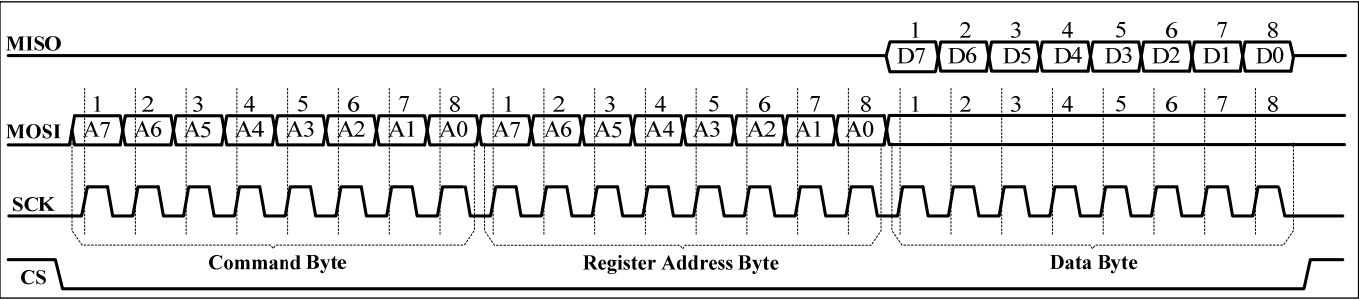 1 2 3 4 5 6 7 8
MISO D7 D6 D5 D4 D3 D2 D1 D0
1 2 3 4 5 6 7 8 1 2 3 4 5 6 7 8 1 2 3 4 5 6 7 8
MOSI A7 A6 A5 A4 A3 A2 A1 A0 A7 A6 A5 A4 A3 A2 A1 A0
SCK
Command Byte Register Address Byte Data Byte
CS